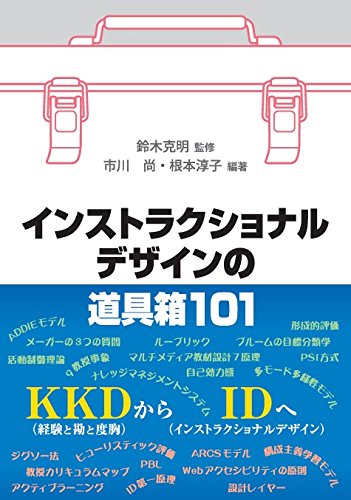 鈴木克明 監修
市川 尚・根本淳子 編著
インストラクショナル
デザインの
道具箱101
ADDIEモデル
形成的評価
メーガーの3つの質問
ルーブリック
ブルームの目標分類学
活動制御理論
9教授事象
マルチメディア教材設計7原理
PSI方式
ナレッジマネジメントシステム
自己効力感
多モード多様性モデル
KKDから IDへ
(経験と勘と度胸)
(インストラクショナルデザイン)
ジグソー法
ヒューリスティック評価
ARCSモデル
構成主義学習モデル
教授カリキュラムマップ
PBL
Webアクセシビリティの原則
アクティブラーニング
ID第一原理
設計レイヤー